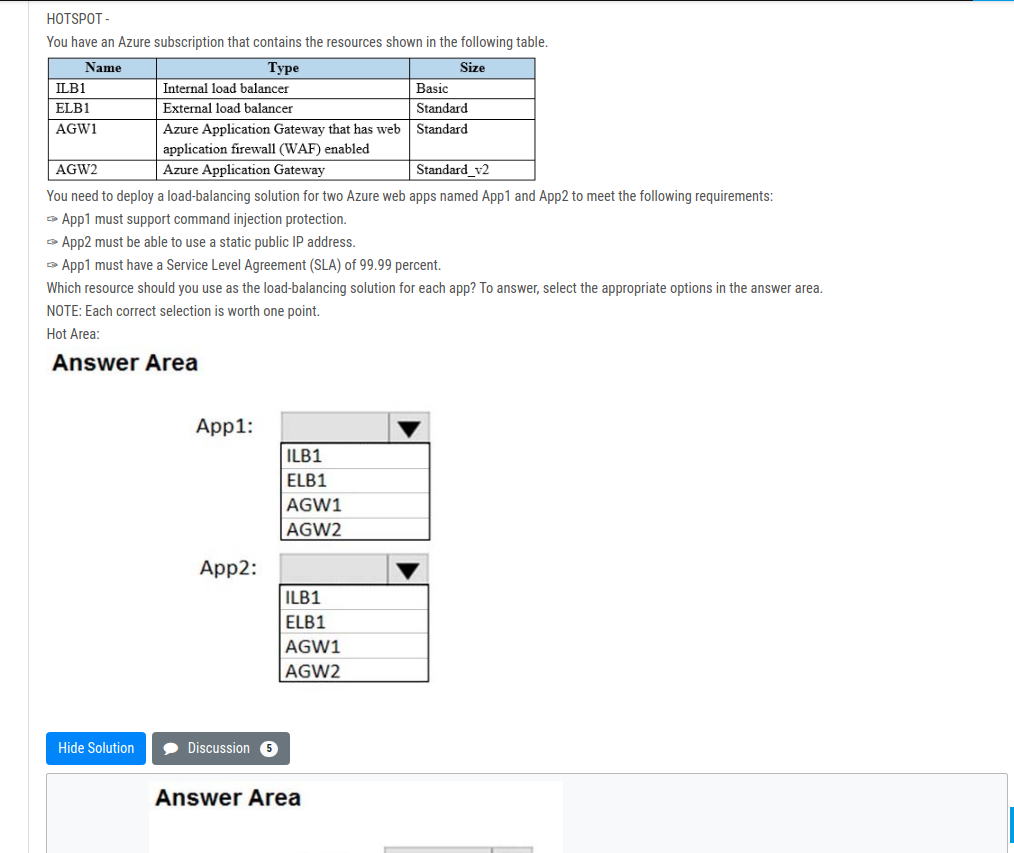 HOTSPOT -
You have an Azure subscription that contains the resources shown in the following table.
Name Type Size
ILB1 Internal load balancer Basic
ELB1 External load balancer Standard
AGW1 Azure Application Gateway that has web Standard
application firewall (WAF) enabled
AGW2 Azure Application Gateway Standard_v2
You need to deploy a load-balancing solution for two Azure web apps named App1 and App2 to meet the following requirements:
✑ App1 must support command injection protection.
✑ App2 must be able to use a static public IP address.
✑ App1 must have a Service Level Agreement (SLA) of 99.99 percent.
Which resource should you use as the load-balancing solution for each app? To answer, select the appropriate options in the answer area.
NOTE: Each correct selection is worth one point.
Hot Area:
Answer Area
App1:
ILB1
ELB1
AGW1
AGW2
App2:
ILB1
ELB1
AGW1
AGW2
Hide Solution Discussion 5
Answer Area